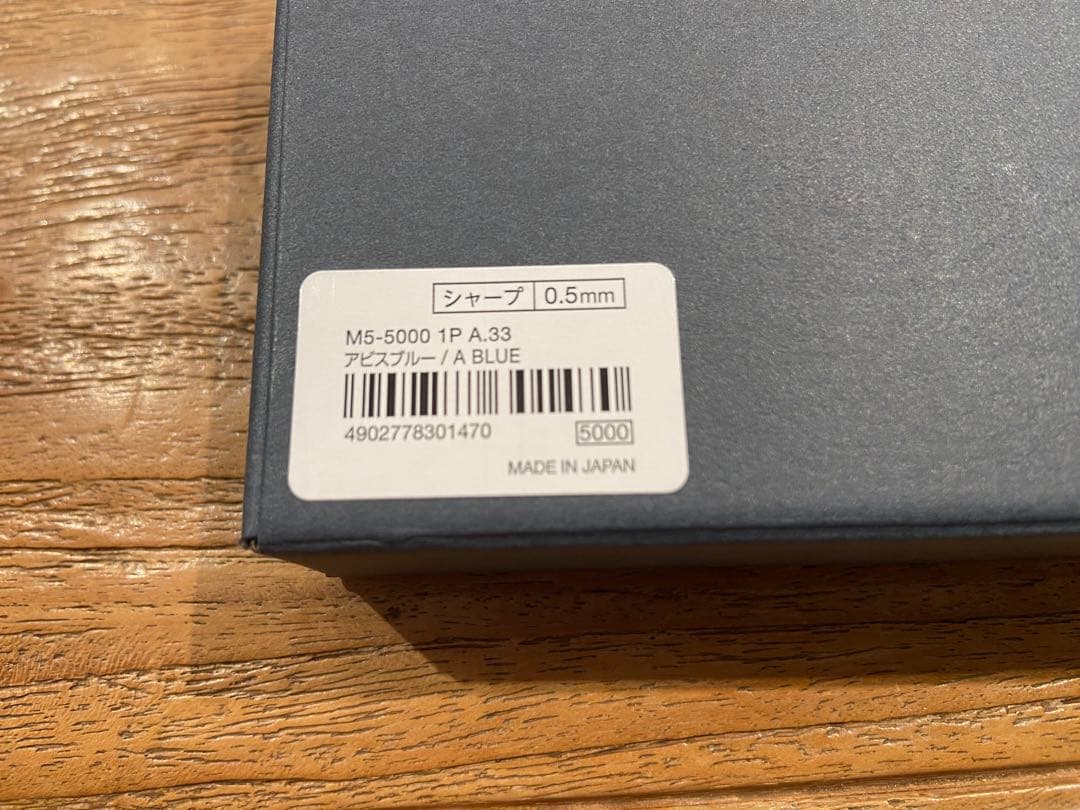 シャープ 0.5mm
M5-5000 1P A.33
アビスブルー / A BLUE
4902778301470 5000
MADE IN JAPAN